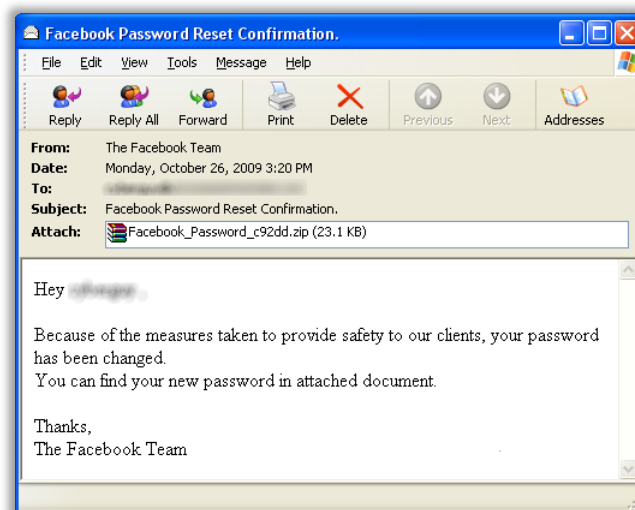 Facebook Password Reset Confirmation.
File Edit View Tools Message Help
Reply Reply All Forward Print Delete Previous Next Addresses
From: The Facebook Team
Date: Monday, October 26, 2009 3:20 PM
To:
Subject: Facebook Password Reset Confirmation.
Attach: Facebook_Password_c92dd.zip (23.1 KB)
Hey
Because of the measures taken to provide safety to our clients, your password
has been changed.
You can find your new password in attached document.
Thanks,
The Facebook Team